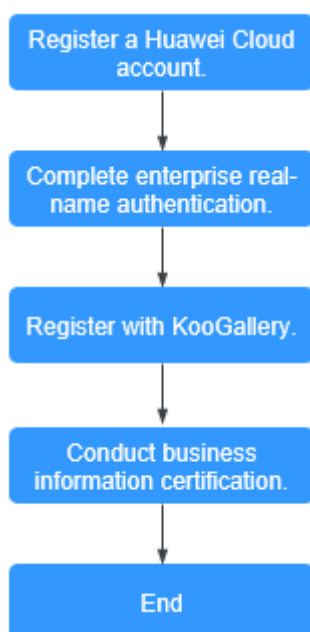 Register a Huawei Cloud
account.
Complete enterprise real-
name authentication.
Register with KooGallery.
Conduct business
information certification.
End